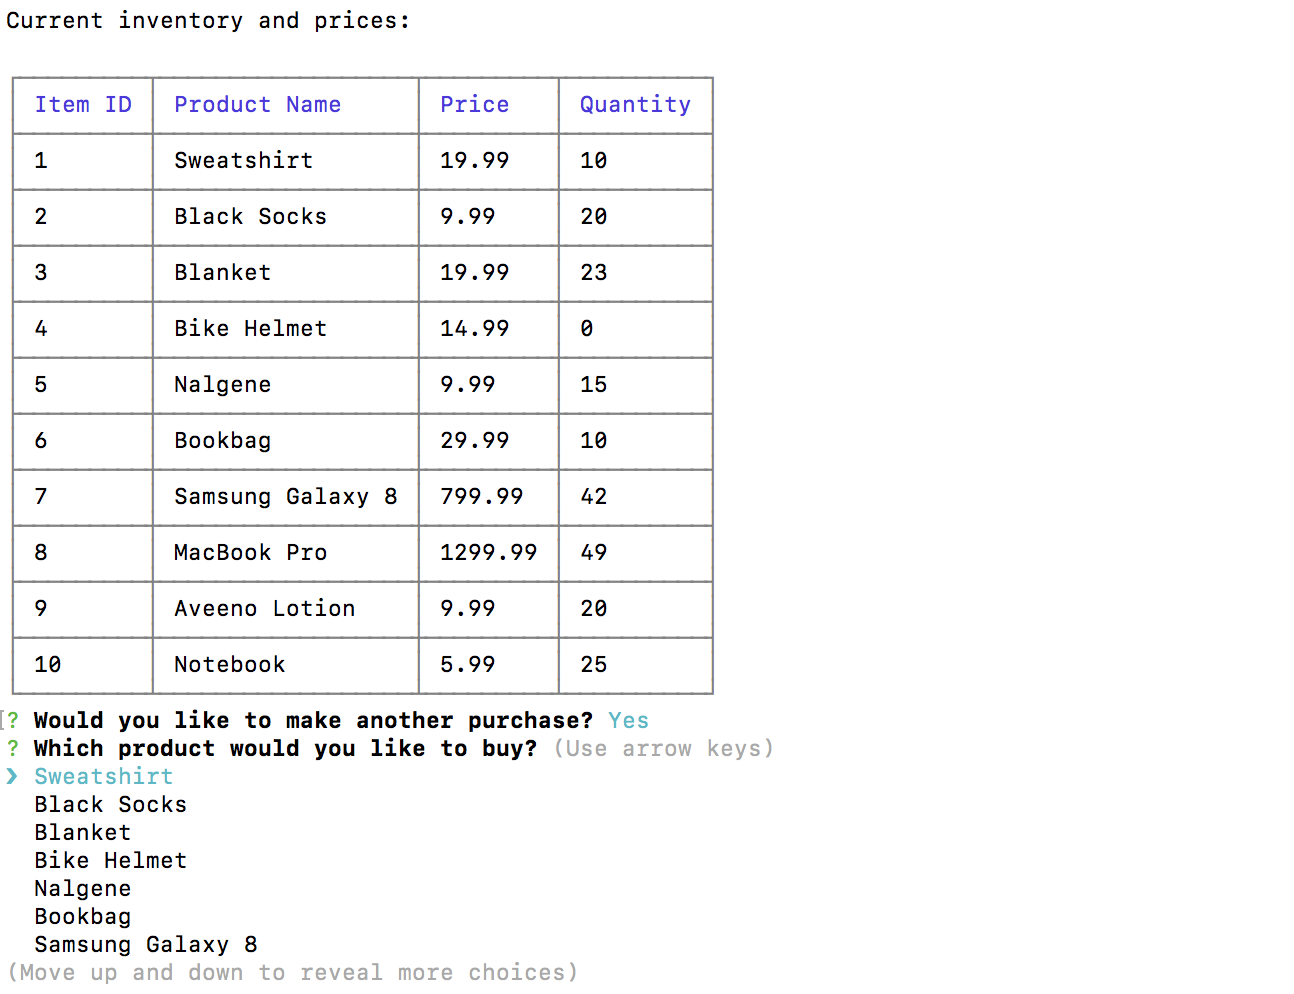 Current inventory and prices:
Item ID Product Name Price Quantity
1 Sweatshirt 19.99 10
2 Black Socks 9.99 20
3 Blanket 19.99 23
4 Bike Helmet 14.99 0
5 Nalgene 9.99 15
6 Bookbag 29.99 10
7 Samsung Galaxy 8 799.99 42
8 MacBook Pro 1299.99 49
9 Aveeno Lotion 9.99 20
10 Notebook 5.99 25
[? Would you like to make another purchase? Yes
? Which product would you like to buy? (Use arrow keys)
❯ Sweatshirt
Black Socks
Blanket
Bike Helmet
Nalgene
Bookbag
Samsung Galaxy 8
(Move up and down to reveal more choices)